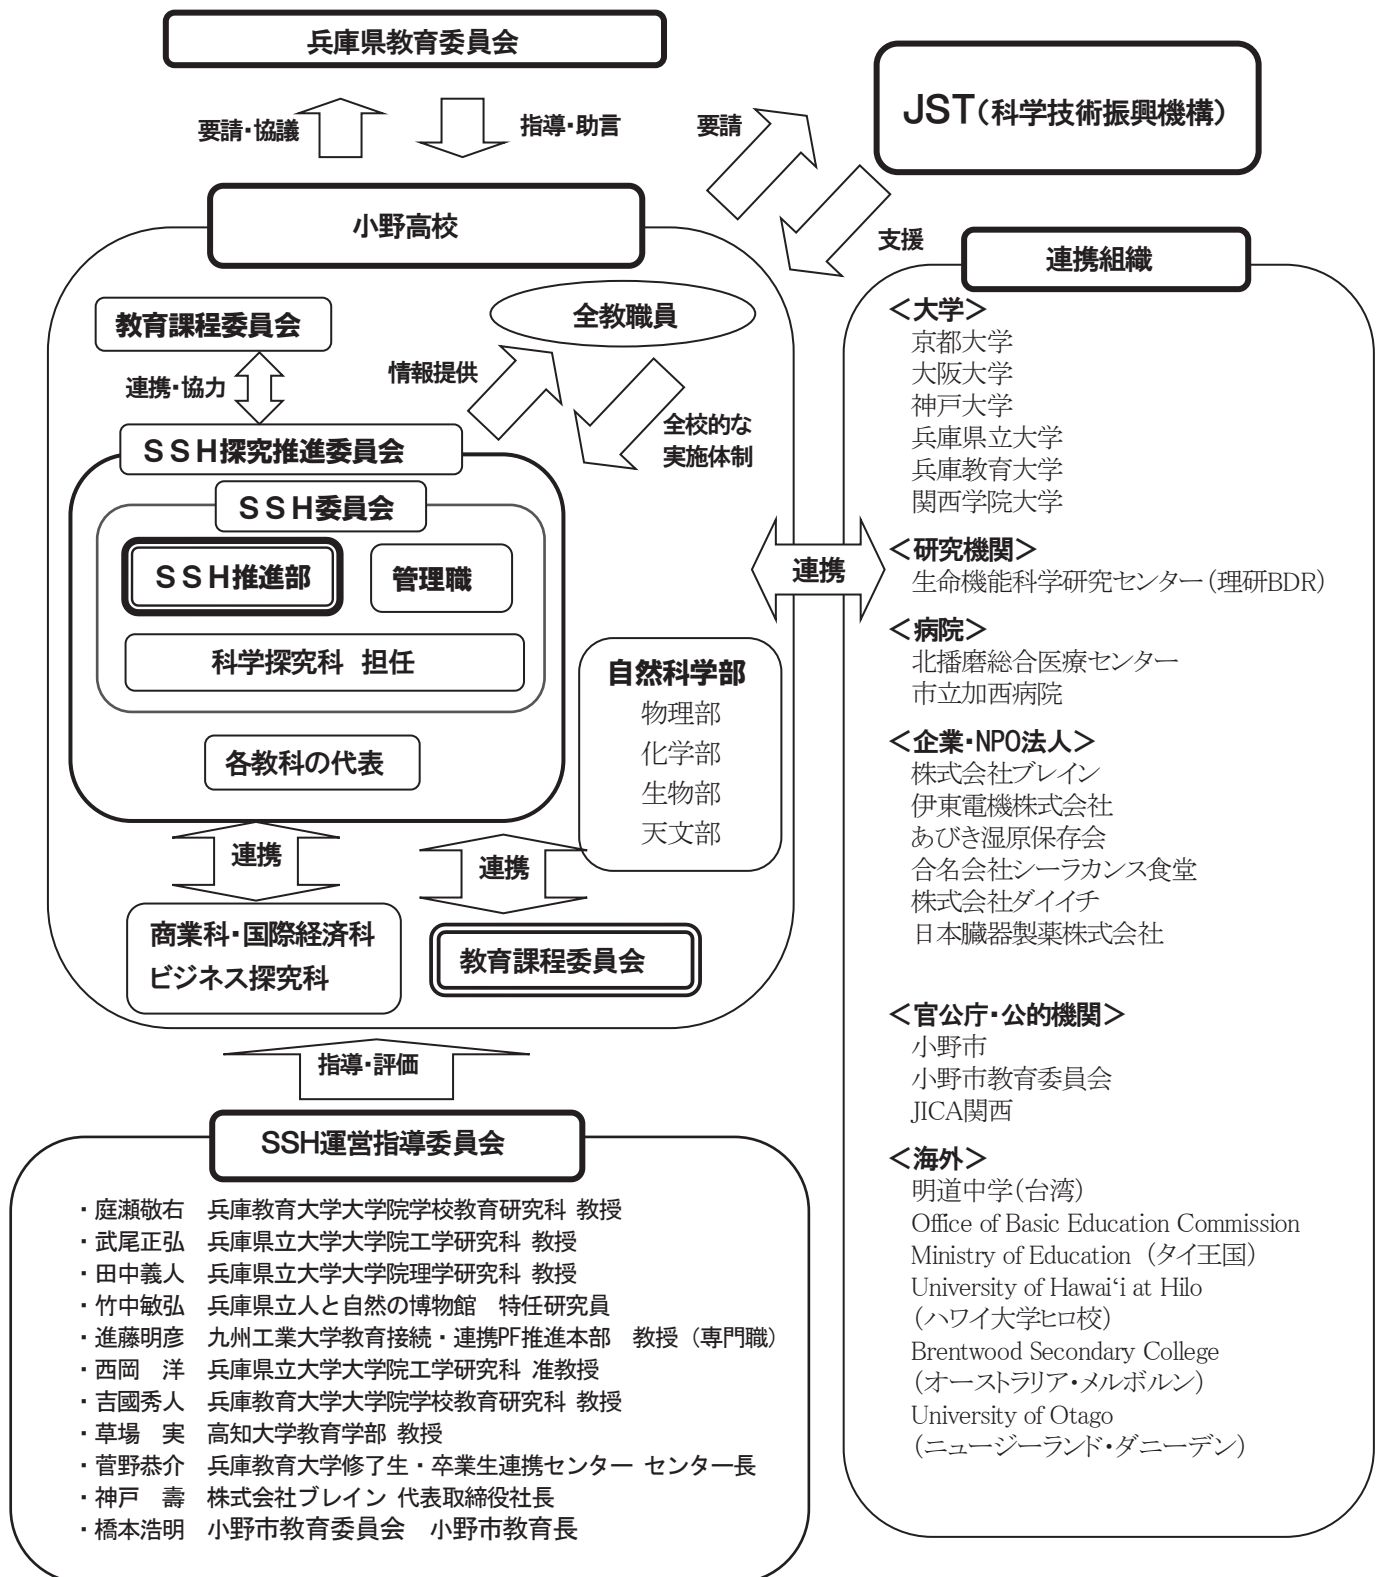 兵庫県教育委員会
JST(科学技術振興機構)
要請・協議
指導・助言
要請
支援
小野高校
教育課程委員会
全教職員
連携・協力
情報提供
全校的な
実施体制
SSH探究推進委員会
SSH委員会
SSH推進部
管理職
科学探究科 担任
各教科の代表
自然科学部
物理部
化学部
生物部
天文部
連携
連携
連携
商業科・国際経済科
ビジネス探究科
教育課程委員会
指導・評価
SSH運営指導委員会
・庭瀬敬右 兵庫教育大学大学院学校教育研究科 教授
・武尾正弘 兵庫県立大学大学院工学研究科 教授
・田中義人 兵庫県立大学大学院理学研究科 教授
・竹中敏弘 兵庫県立人と自然の博物館 特任研究員
・進藤明彦 九州工業大学教育接続・連携PF推進本部 教授（専門職）
・西岡 洋 兵庫県立大学大学院工学研究科 准教授
・吉國秀人 兵庫教育大学大学院学校教育研究科 教授
・草場 実 高知大学教育学部 教授
・菅野恭介 兵庫教育大学修了生・卒業生連携センター センター長
・神戸 壽 株式会社ブレイン 代表取締役社長
・橋本浩明 小野市教育委員会 小野市教育長
連携組織
＜大学＞
京都大学
大阪大学
神戸大学
兵庫県立大学
兵庫教育大学
関西学院大学
＜研究機関＞
生命機能科学研究センター(理研BDR)
＜病院＞
北播磨総合医療センター
市立加西病院
＜企業・NPO法人＞
株式会社ブレイン
伊東電機株式会社
あびき湿原保存会
合名会社シーラカンス食堂
株式会社ダイイチ
日本臓器製薬株式会社
＜官公庁・公的機関＞
小野市
小野市教育委員会
JICA関西
＜海外＞
明道中学(台湾)
Office of Basic Education Commission
Ministry of Education (タイ王国)
University of Hawai‘i at Hilo
(ハワイ大学ヒロ校)
Brentwood Secondary College
(オーストラリア・メルボルン)
University of Otago
(ニュージーランド・ダニーデン)